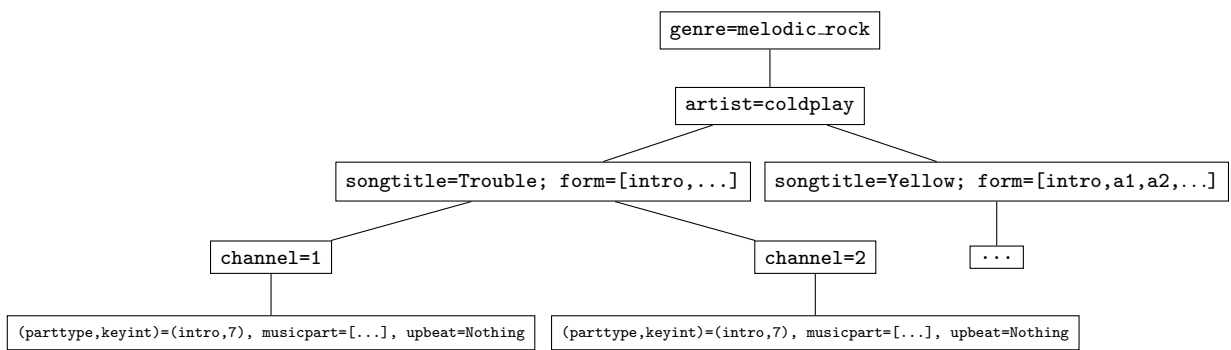 genre=melodic_rock
artist=coldplay
songtitle=Trouble; form=[intro,...]
songtitle=Yellow; form=[intro,a1,a2,...]
channel=1
channel=2
...
(parttype,keyint)=(intro,7), musicpart=[...], upbeat=Nothing
(parttype,keyint)=(intro,7), musicpart=[...], upbeat=Nothing